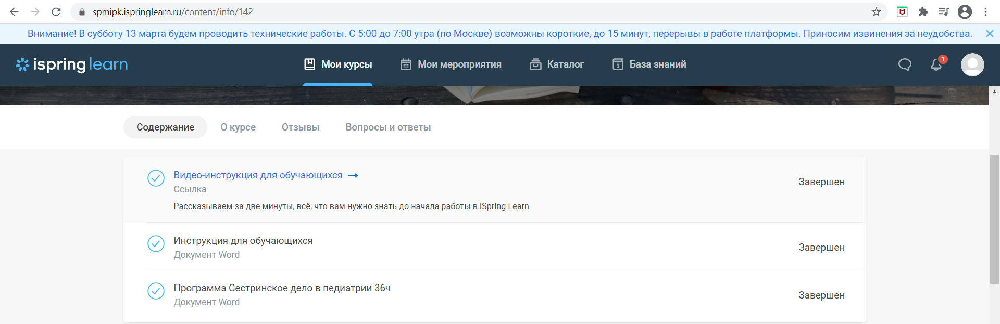 spmipk.ispringlearn.ru/content/info/142
Внимание! В субботу 13 марта будем проводить технические работы. С 5:00 до 7:00 утра (по Москве) возможны короткие, до 15 минут, перерывы в работе платформы. Приносим извинения за неудобства.
ispring learn Мои курсы Мои мероприятия Каталог База знаний 1
Содержание О курсе Отзывы Вопросы и ответы
Видео-инструкция для обучающихся →
Ссылка
Завершен
Рассказываем за две минуты, всё, что вам нужно знать до начала работы в iSpring Learn
Инструкция для обучающихся
Документ Word
Завершен
Программа Сестринское дело в педиатрии 36ч
Документ Word
Завершен